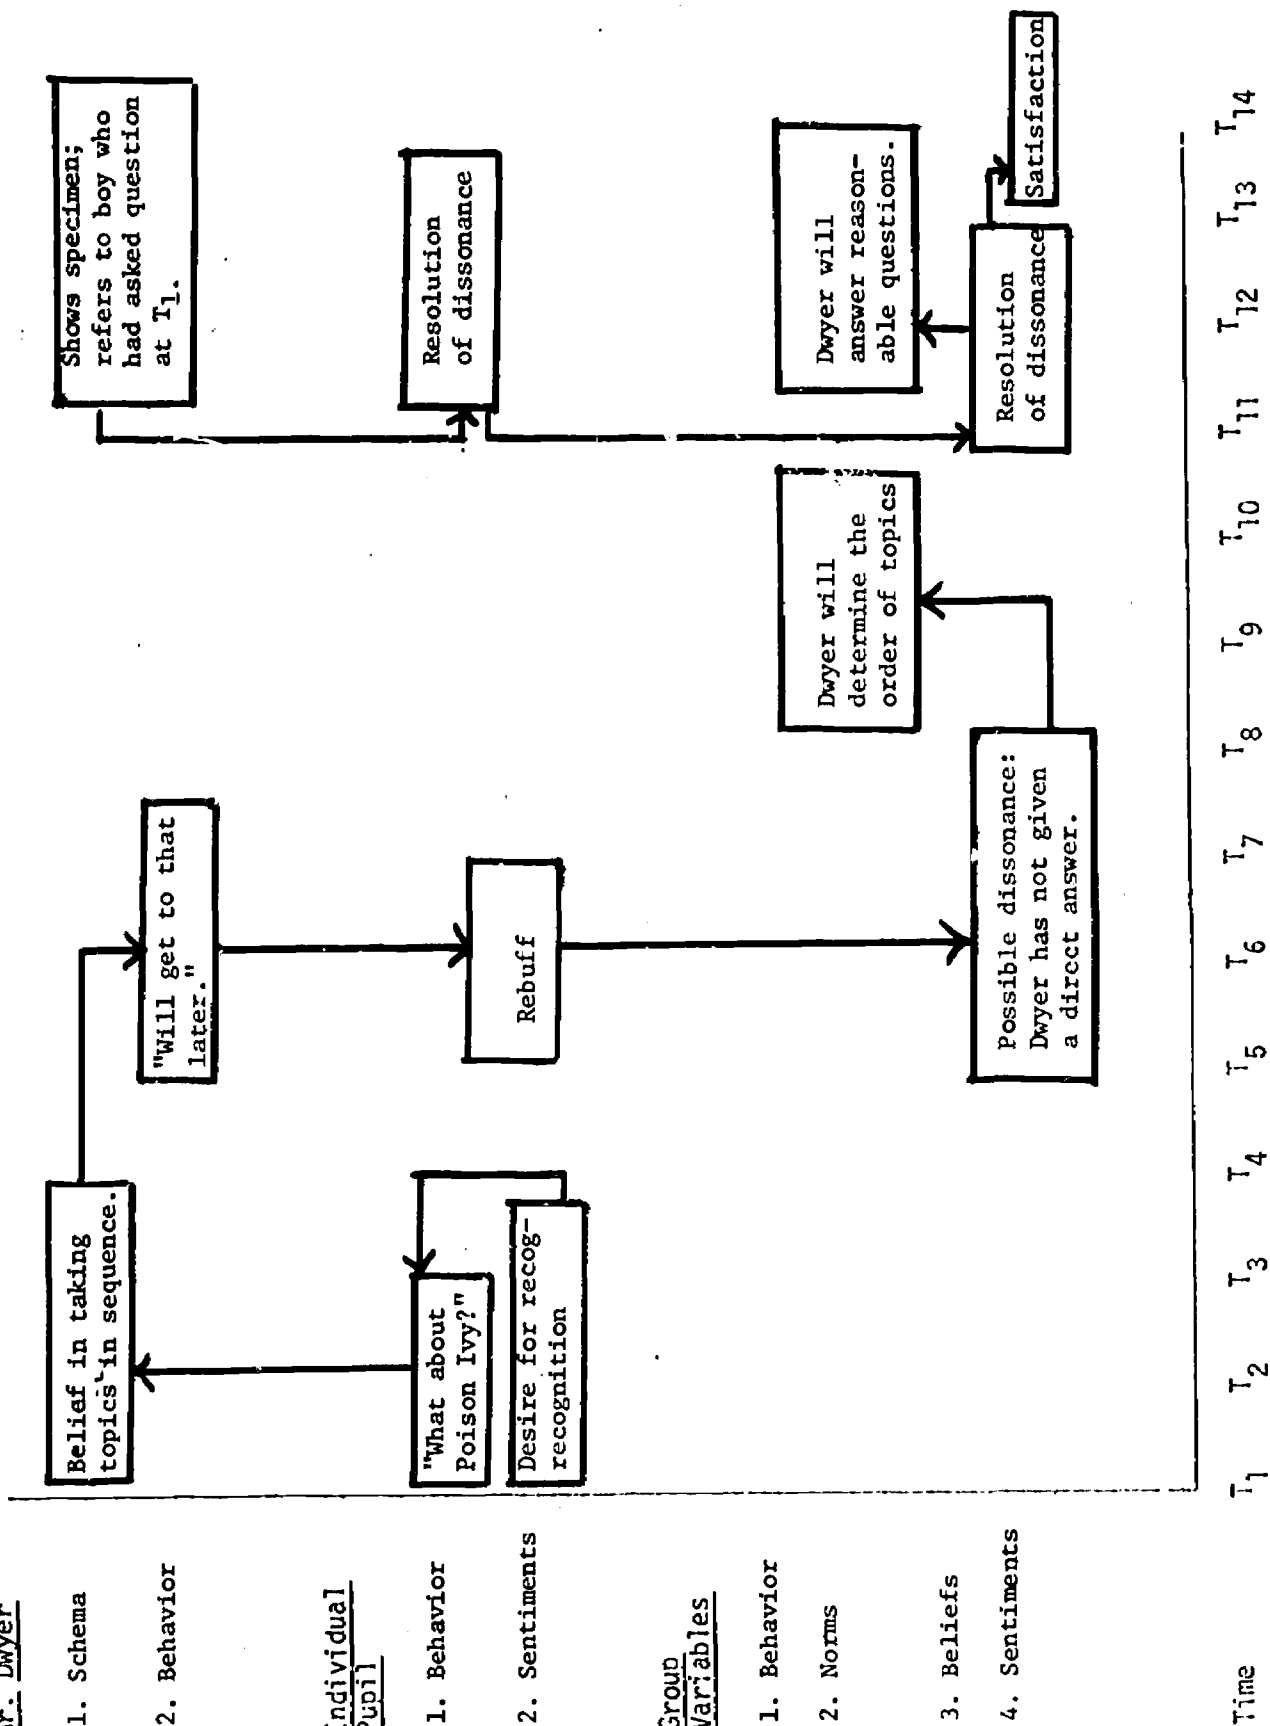 Mr. Dwyer
1. Schema
2. Behavior
Individual
Pupil
1. Behavior
2. Sentiments
Group
Variables
1. Behavior
2. Norms
3. Beliefs
4. Sentiments
Time
Belief in taking
topics in sequence.
"Will get to that
later."
Shows specimen;
refers to boy who
had asked question
at T1.
"What about
Poison Ivy?"
Desire for recog-
recognition
Rebuff
Resolution
of dissonance
Dwyer will
determine the
order of topics
Dwyer will
answer reason-
able questions.
Possible dissonance:
Dwyer has not given
a direct answer.
Resolution
of dissonance
Satisfaction
T1 T2 T3 T4 T5 T6 T7 T8 T9 T10 T11 T12 T13 T14